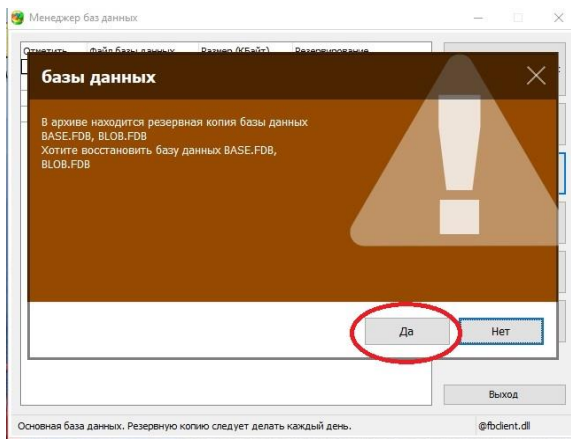 Менеджер баз данных
Отметить Файл базы данных Размер (КБайт) Резервирование
базы данных
В архиве находится резервная копия базы данных
BASE.FDB, BLOB.FDB
Хотите восстановить базу данных BASE.FDB,
BLOB.FDB
Да Нет
Выход
Основная база данных. Резервную копию следует делать каждый день. @fbclient.dll